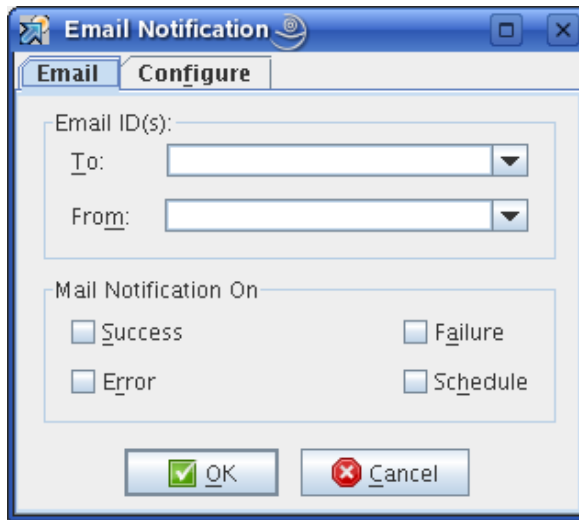 Email Notification
Email Configure
Email ID(s):
To:
From:
Mail Notification On
Success Failure
Error Schedule
OK Cancel